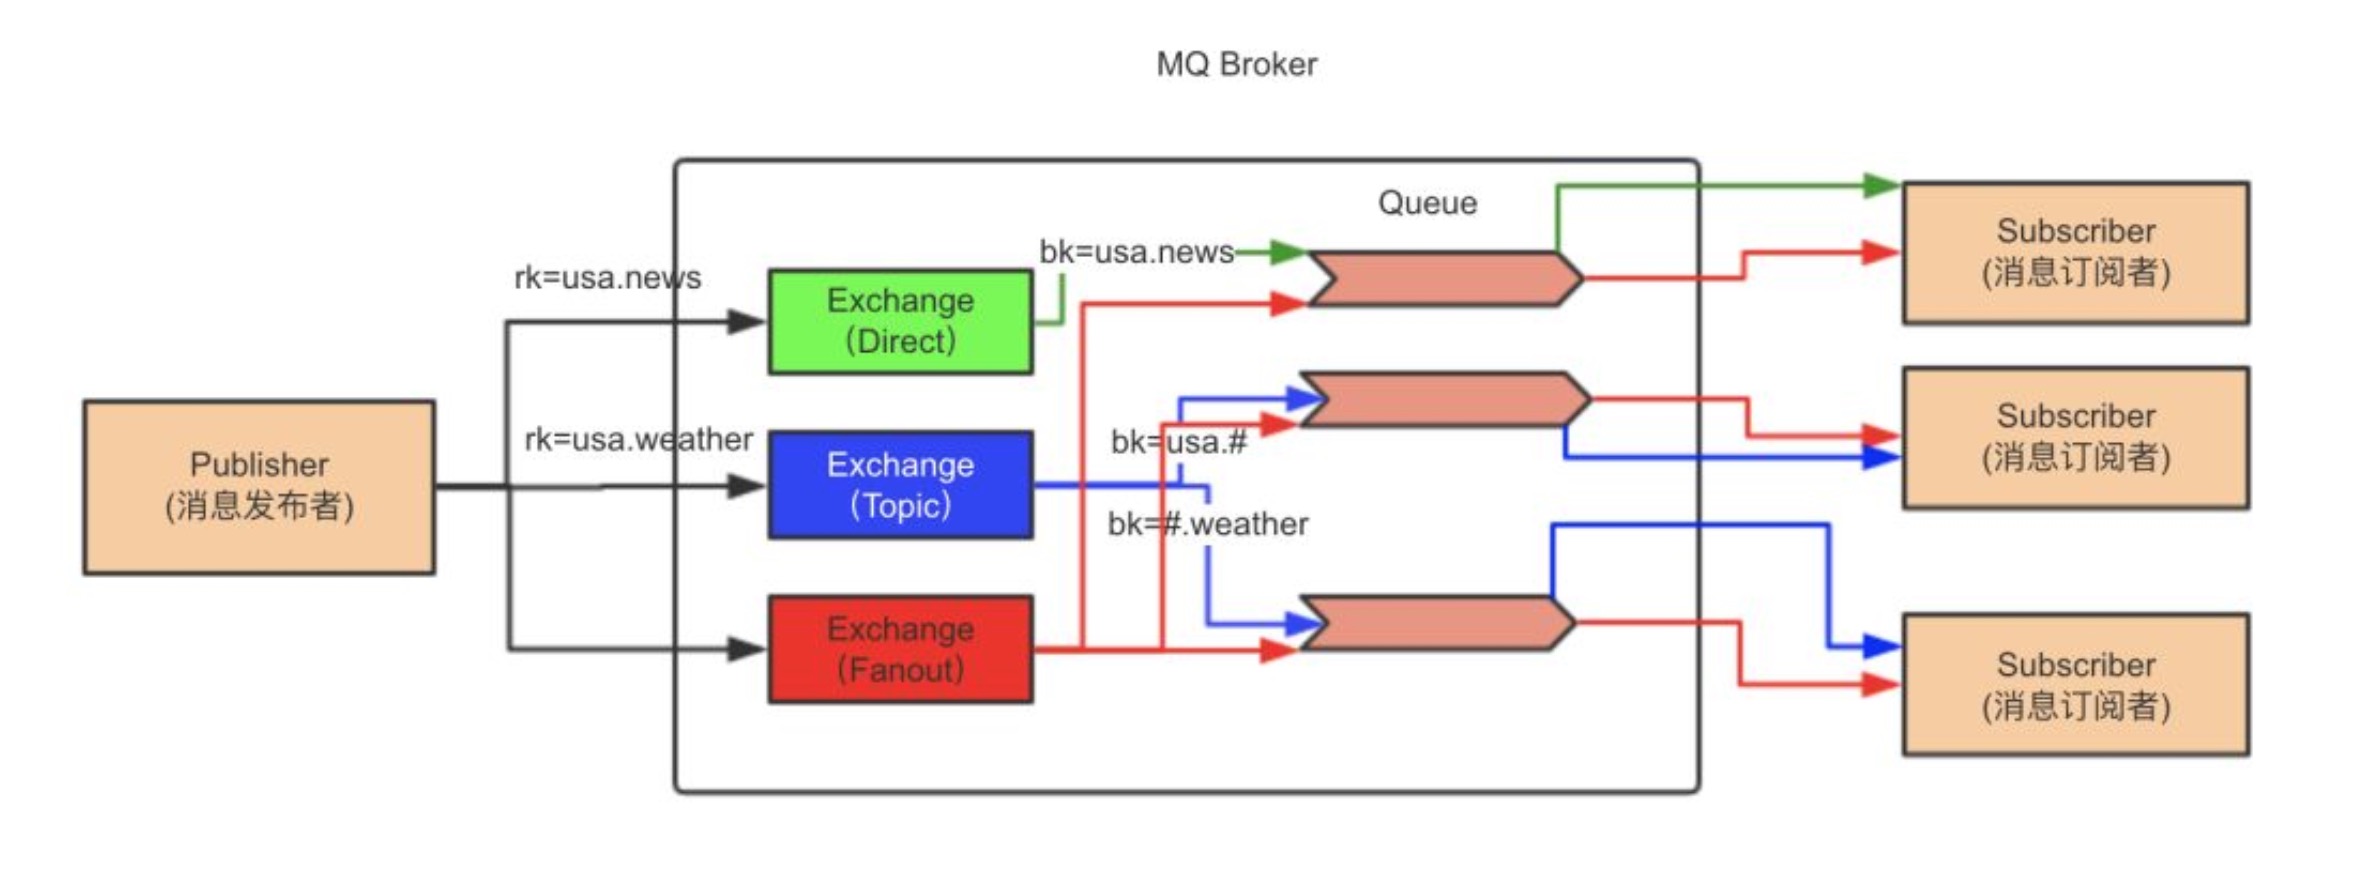 MQ Broker
Queue
rk=usa.news
bk=usa.news
Exchange
(Direct)
Subscriber
(消息订阅者)
rk=usa.weather
Publisher
(消息发布者)
Exchange
(Topic)
bk=usa.#
bk=#.weather
Subscriber
(消息订阅者)
Exchange
(Fanout)
Subscriber
(消息订阅者)